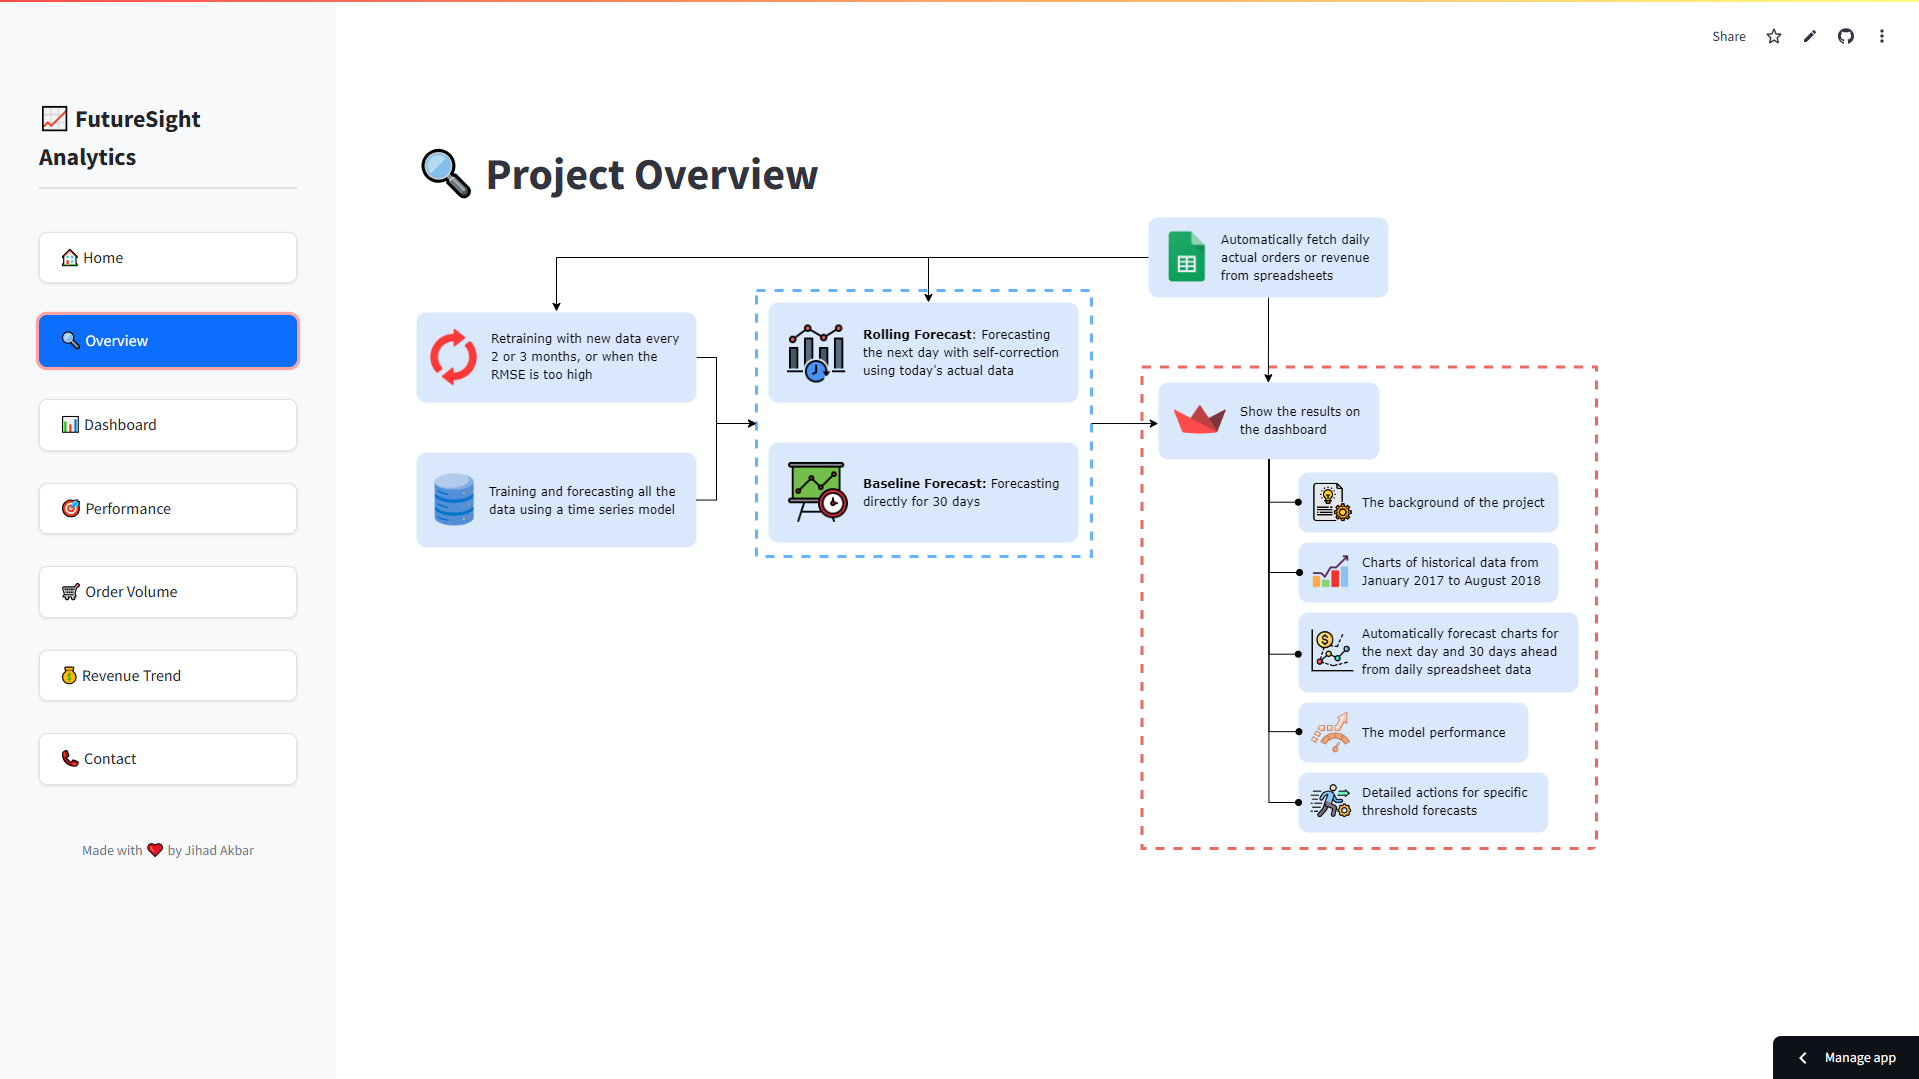 Share
FutureSight
Analytics
Home
Overview
Dashboard
Performance
Order Volume
Revenue Trend
Contact
Made with ❤️ by Jihad Akbar
Project Overview
Automatically fetch daily
actual orders or revenue
from spreadsheets
Retraining with new data every
2 or 3 months, or when the
RMSE is too high
Training and forecasting all the
data using a time series model
Rolling Forecast: Forecasting
the next day with self-correction
using today's actual data
Baseline Forecast: Forecasting
directly for 30 days
Show the results on
the dashboard
The background of the project
Charts of historical data from
January 2017 to August 2018
Automatically forecast charts for
the next day and 30 days ahead
from daily spreadsheet data
The model performance
Detailed actions for specific
threshold forecasts
Manage app